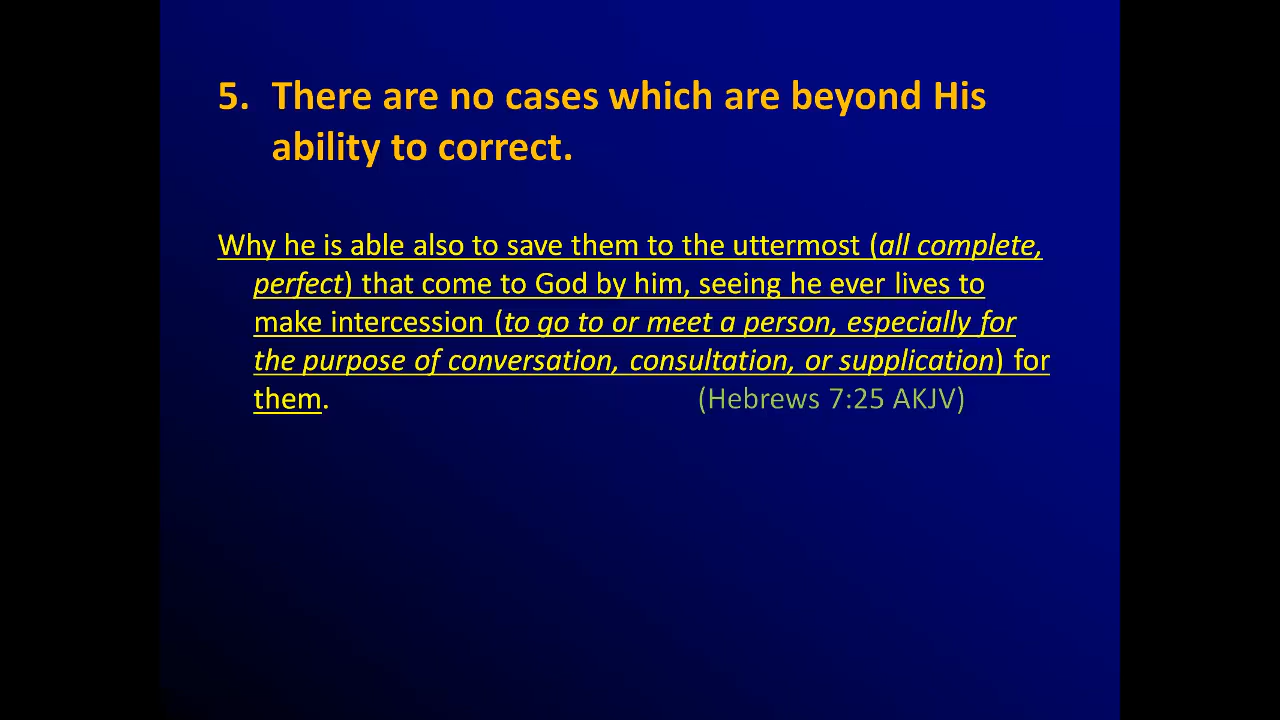 5. There are no cases which are beyond His
ability to correct.
Why he is able also to save them to the uttermost (all complete,
perfect) that come to God by him, seeing he ever lives to
make intercession (to go to or meet a person, especially for
the purpose of conversation, consultation, or supplication) for
them. (Hebrews 7:25 AKJV)